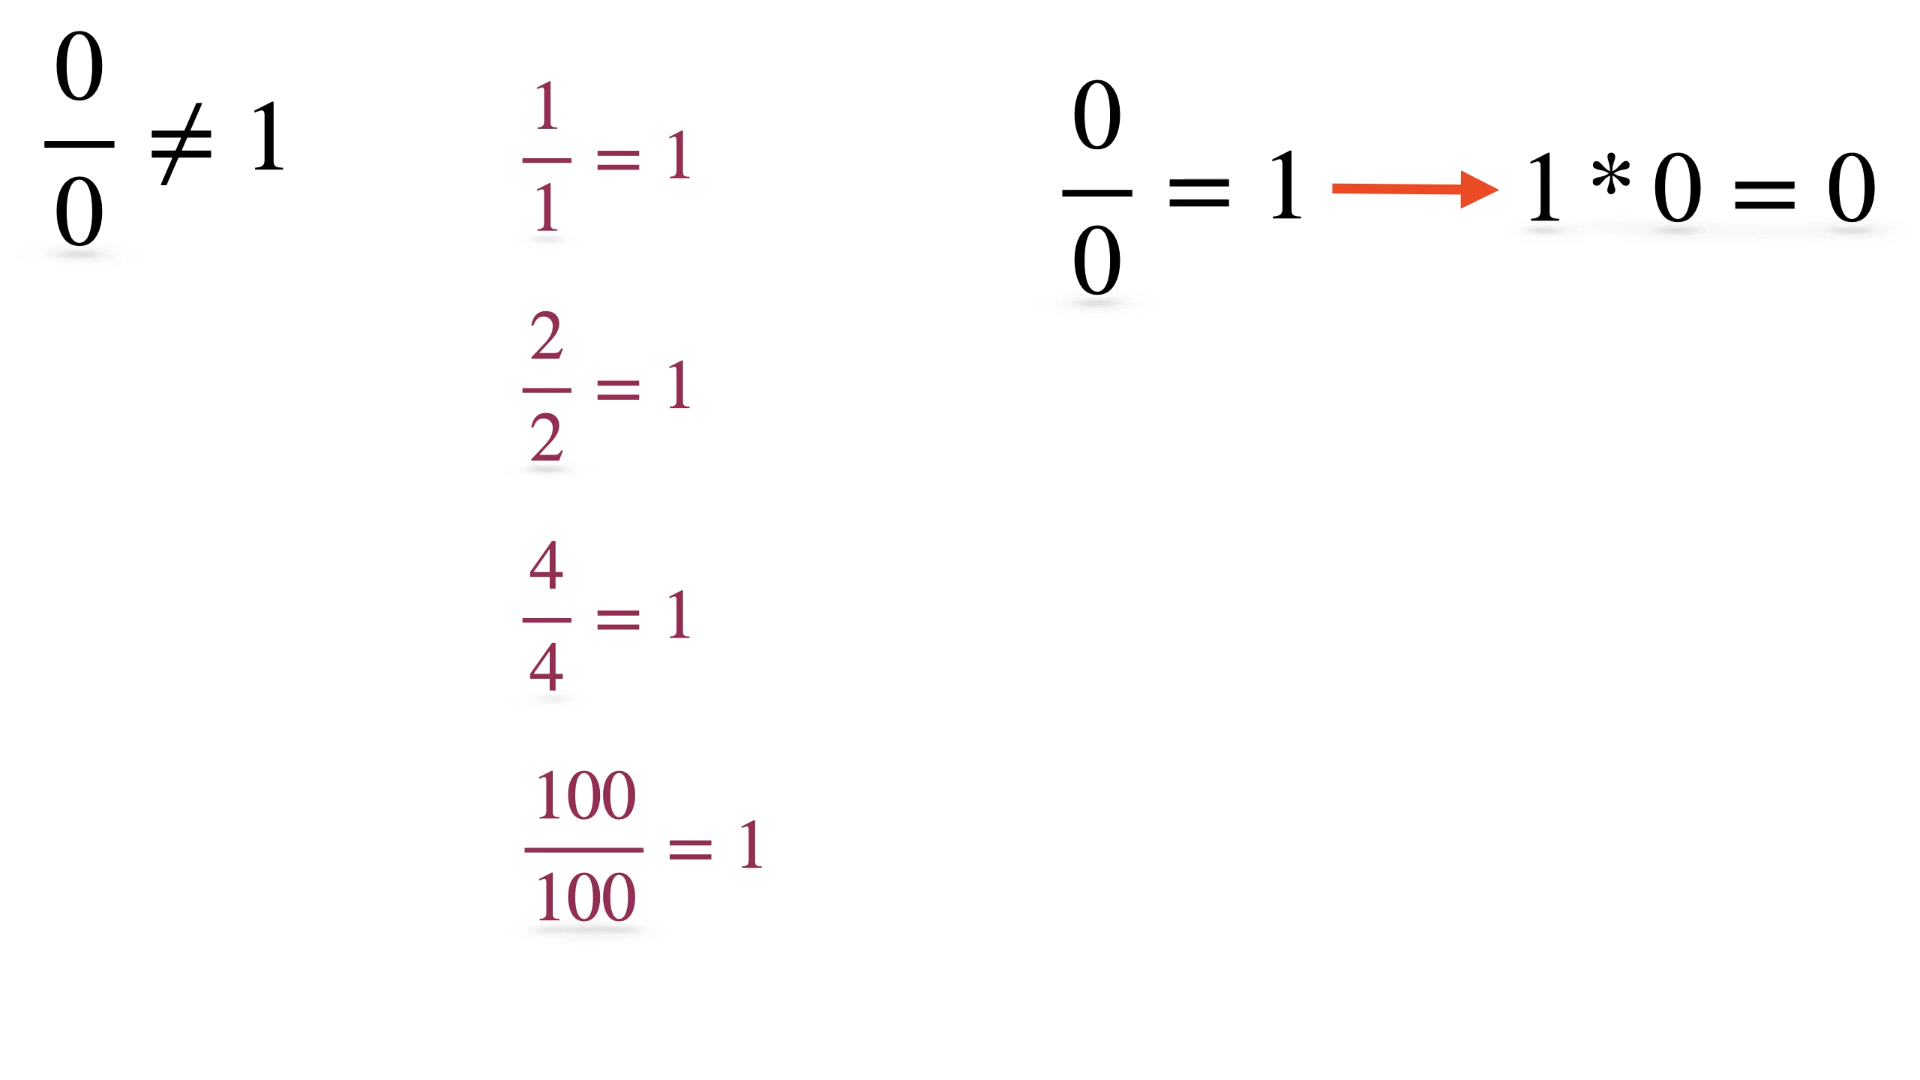 0/0 ≠ 1
1/1 = 1
2/2 = 1
4/4 = 1
100/100 = 1
0/0 = 1 → 1 * 0 = 0